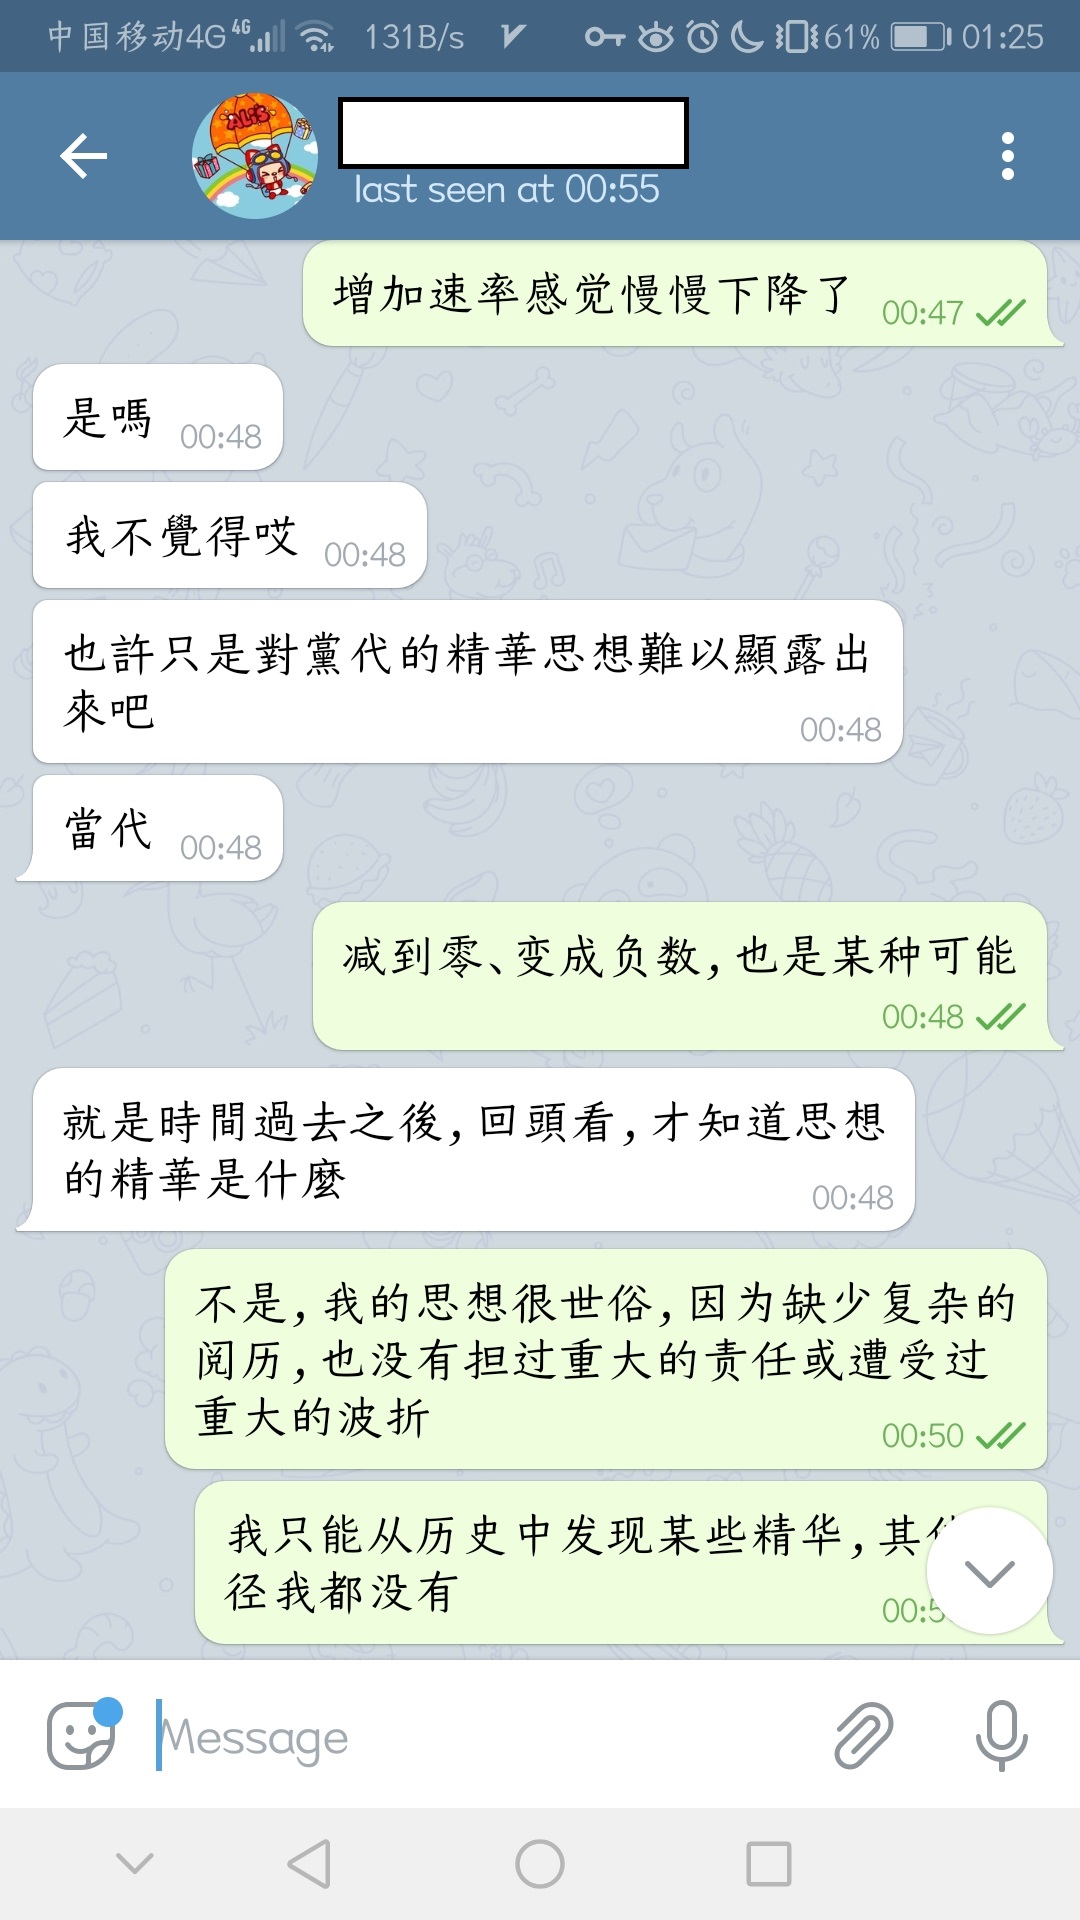 中国移动4G 4G 131B/s 61% 01:25
ALi's
last seen at 00:55
增加速率感觉慢慢下降了 00:47
是嗎 00:48
我不覺得哎 00:48
也許只是對黨代的精華思想難以顯露出
來吧 00:48
當代 00:48
减到零、变成负数,也是某种可能
00:48
就是時間過去之後,回頭看,才知道思想
的精華是什麼 00:48
不是,我的思想很世俗,因为缺少复杂的
阅历,也没有担过重大的责任或遭受过
重大的波折 00:50
我只能从历史中发现某些精华,其
径我都没有 00:5
Message